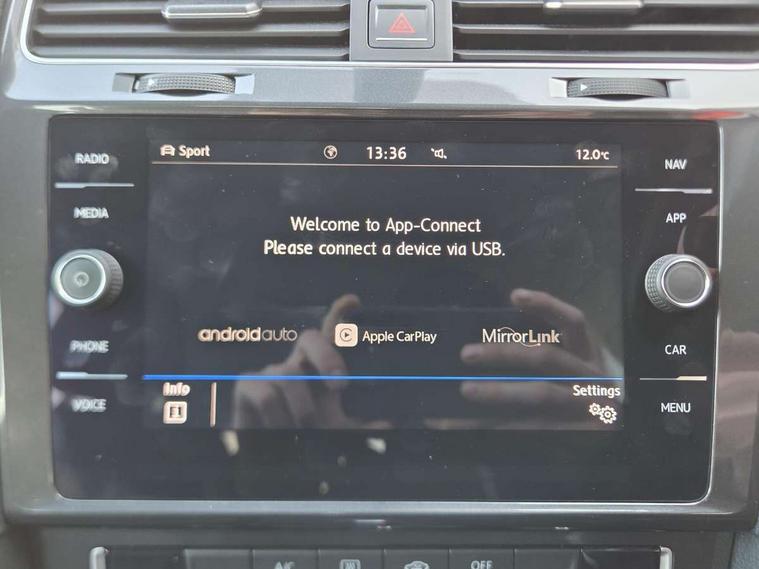 RADIO
MEDIA
PHONE
VOICE
Sport 13:36 12.0°C
Welcome to App-Connect
Please connect a device via USB.
androidauto Apple CarPlay MirrorLink
Info Settings
NAV
APP
CAR
MENU
A/C OFF